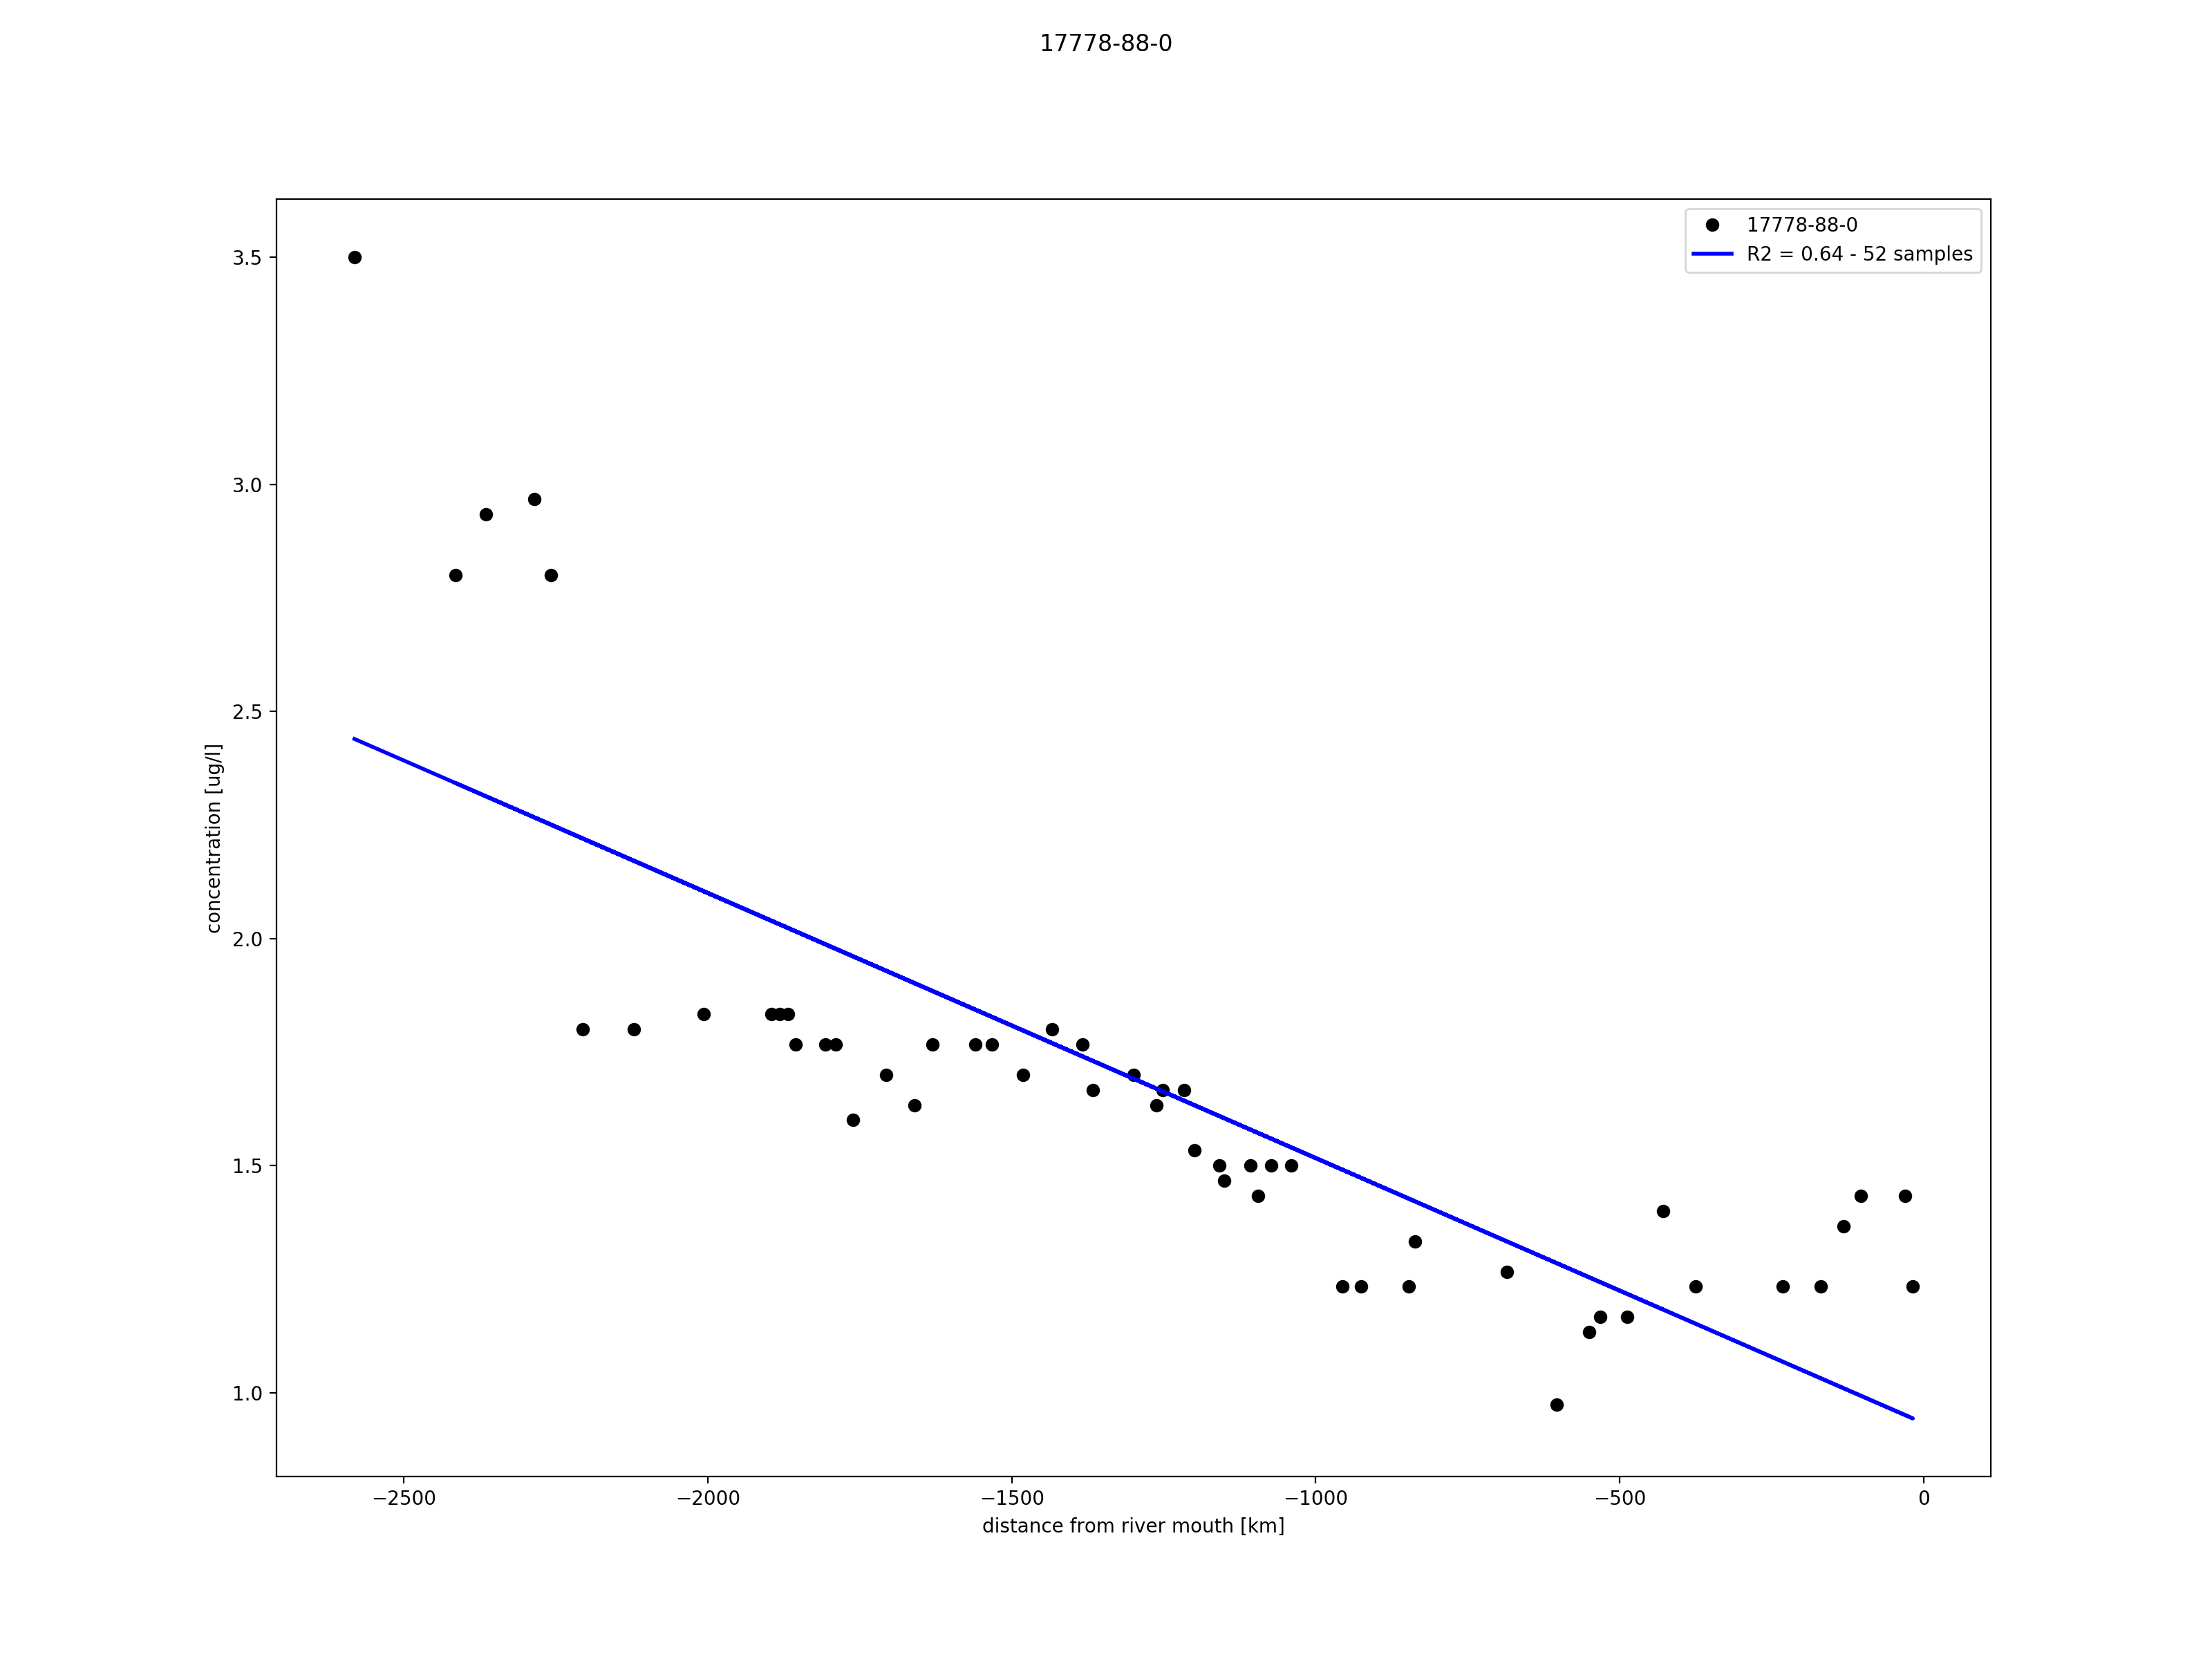 17778-88-0
17778-88-0
R2 = 0.64 - 52 samples
3.5
3.0
2.5
2.0
1.5
1.0
concentration [ug/l]
−2500 −2000 −1500 −1000 −500 0
distance from river mouth [km]